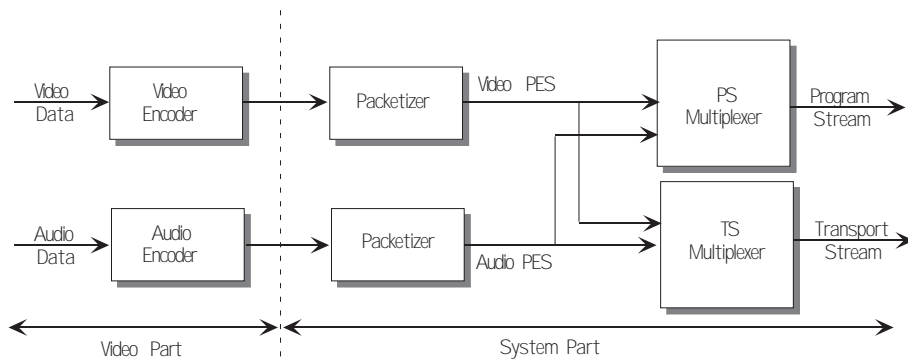 Video
Data
Video
Encoder
Packetizer
Video PES
PS
Multiplexer
Program
Stream
Audio
Data
Audio
Encoder
Packetizer
Audio PES
TS
Multiplexer
Transport
Stream
Video Part
System Part